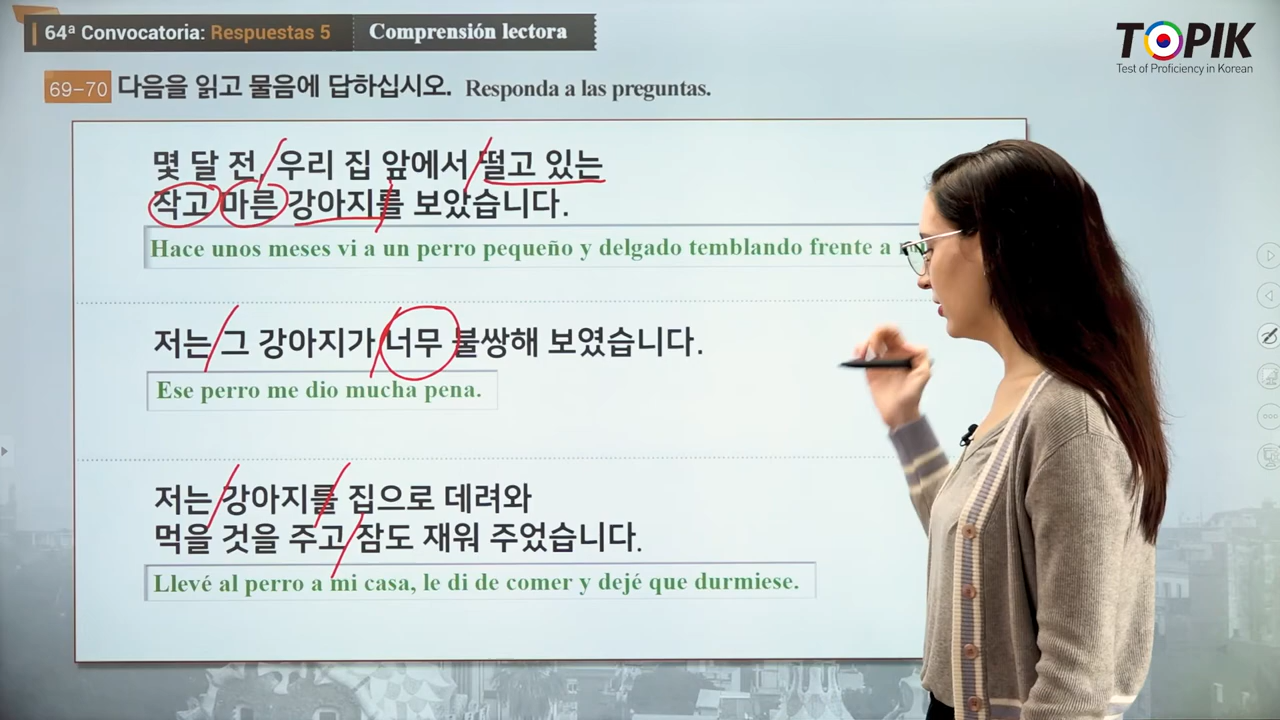 64ª Convocatoria: Respuestas 5
Comprensión lectora
TOPIK
Test of Proficiency in Korean
69-70 다음을 읽고 물음에 답하십시오. Responda a las preguntas.
몇 달 전, 우리 집 앞에서 떨고 있는
작고 마른 강아지를 보았습니다.
Hace unos meses vi a un perro pequeño y delgado temblando frente a
저는 그 강아지가 너무 불쌍해 보였습니다.
Ese perro me dio mucha pena.
저는 강아지를 집으로 데려와
먹을 것을 주고 잠도 재워 주었습니다.
Llevé al perro a mi casa, le di de comer y dejé que durmiese.